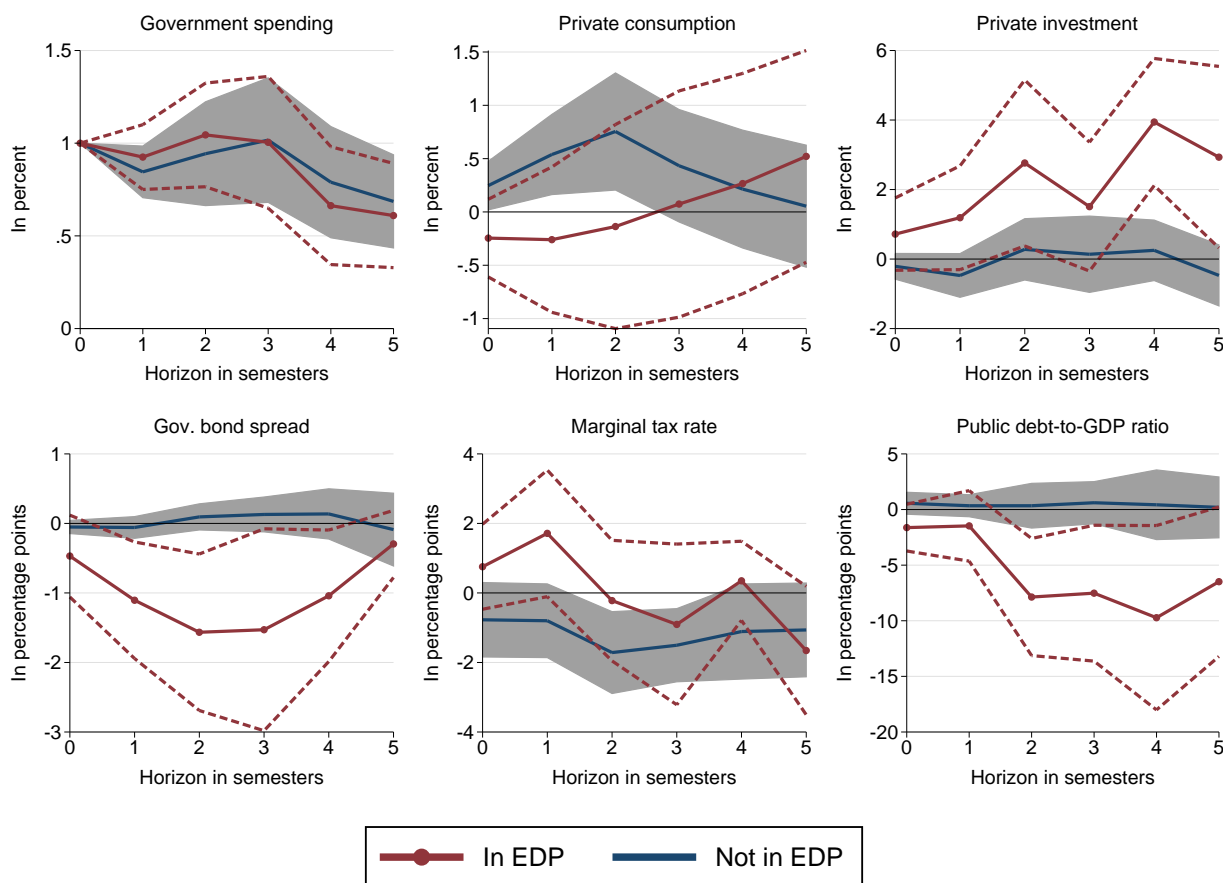 Government spending
Private consumption
Private investment
In percent
1.5
1
.5
0
0 1 2 3 4 5
Horizon in semesters
In percent
1.5
1
.5
0
-.5
-1
0 1 2 3 4 5
Horizon in semesters
In percent
6
4
2
0
-2
0 1 2 3 4 5
Horizon in semesters
Gov. bond spread
Marginal tax rate
Public debt-to-GDP ratio
In percentage points
1
0
-1
-2
-3
0 1 2 3 4 5
Horizon in semesters
In percentage points
4
2
0
-2
-4
0 1 2 3 4 5
Horizon in semesters
In percentage points
5
0
-5
-10
-15
-20
0 1 2 3 4 5
Horizon in semesters
In EDP Not in EDP